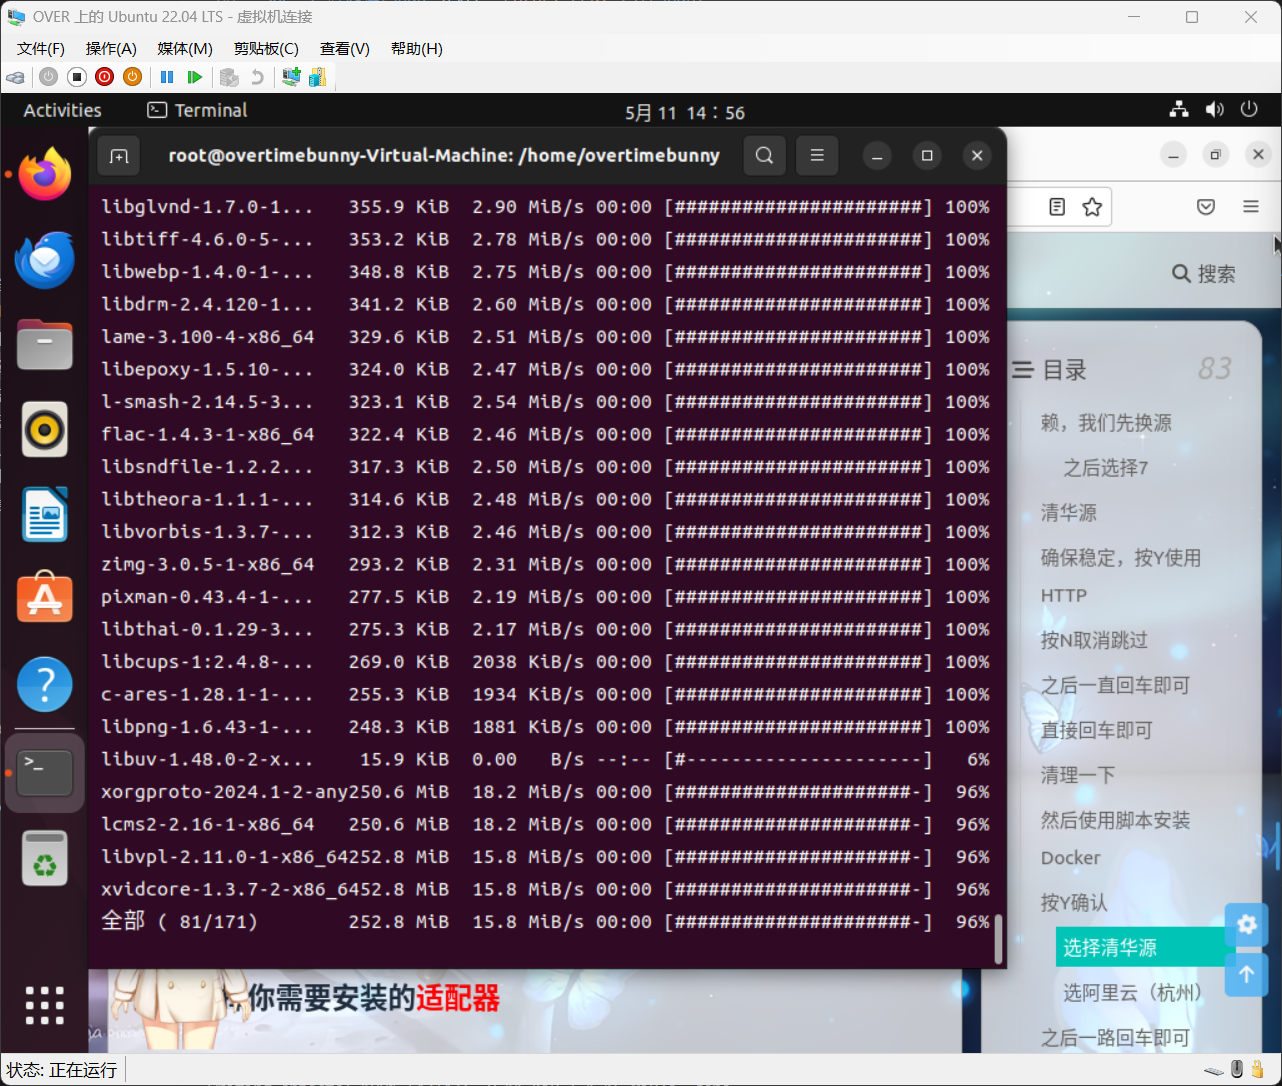 OVER 上的 Ubuntu 22.04 LTS - 虚拟机连接
文件(F) 操作(A) 媒体(M) 剪贴板(C) 查看(V) 帮助(H)
Activities Terminal 5月 11 14：56
root@overtimebunny-Virtual-Machine: /home/overtimebunny
libglvnd-1.7.0-1... 355.9 KiB 2.90 MiB/s 00:00 [######################] 100%
libtiff-4.6.0-5-... 353.2 KiB 2.78 MiB/s 00:00 [######################] 100%
libwebp-1.4.0-1-... 348.8 KiB 2.75 MiB/s 00:00 [######################] 100%
libdrm-2.4.120-1... 341.2 KiB 2.60 MiB/s 00:00 [######################] 100%
lame-3.100-4-x86_64 329.6 KiB 2.51 MiB/s 00:00 [######################] 100%
libepoxy-1.5.10-... 324.0 KiB 2.47 MiB/s 00:00 [######################] 100%
l-smash-2.14.5-3... 323.1 KiB 2.54 MiB/s 00:00 [######################] 100%
flac-1.4.3-1-x86_64 322.4 KiB 2.46 MiB/s 00:00 [######################] 100%
libsndfile-1.2.2... 317.3 KiB 2.50 MiB/s 00:00 [######################] 100%
libtheora-1.1.1-... 314.6 KiB 2.48 MiB/s 00:00 [######################] 100%
libvorbis-1.3.7-... 312.3 KiB 2.46 MiB/s 00:00 [######################] 100%
zimg-3.0.5-1-x86_64 293.2 KiB 2.31 MiB/s 00:00 [######################] 100%
pixman-0.43.4-1-... 277.5 KiB 2.19 MiB/s 00:00 [######################] 100%
libthai-0.1.29-3... 275.3 KiB 2.17 MiB/s 00:00 [######################] 100%
libcups-1:2.4.8-... 269.0 KiB 2038 KiB/s 00:00 [######################] 100%
c-ares-1.28.1-1-... 255.3 KiB 1934 KiB/s 00:00 [######################] 100%
libpng-1.6.43-1-... 248.3 KiB 1881 KiB/s 00:00 [######################] 100%
libuv-1.48.0-2-x... 15.9 KiB 0.00 B/s --:-- [#---------------------] 6%
xorgproto-2024.1-2-any250.6 MiB 18.2 MiB/s 00:00 [#####################-] 96%
lcms2-2.16-1-x86_64 250.6 MiB 18.2 MiB/s 00:00 [#####################-] 96%
libvpl-2.11.0-1-x86_64252.8 MiB 15.8 MiB/s 00:00 [#####################-] 96%
xvidcore-1.3.7-2-x86_6452.8 MiB 15.8 MiB/s 00:00 [#####################-] 96%
全部 ( 81/171) 252.8 MiB 15.8 MiB/s 00:00 [#####################-] 96%
搜索
目录 83
赖，我们先换源
之后选择7
清华源
确保稳定，按Y使用
HTTP
按N取消跳过
之后一直回车即可
直接回车即可
清理一下
然后使用脚本安装
Docker
按Y确认
选择清华源
选阿里云（杭州）
之后一路回车即可
你需要安装的适配器
状态: 正在运行